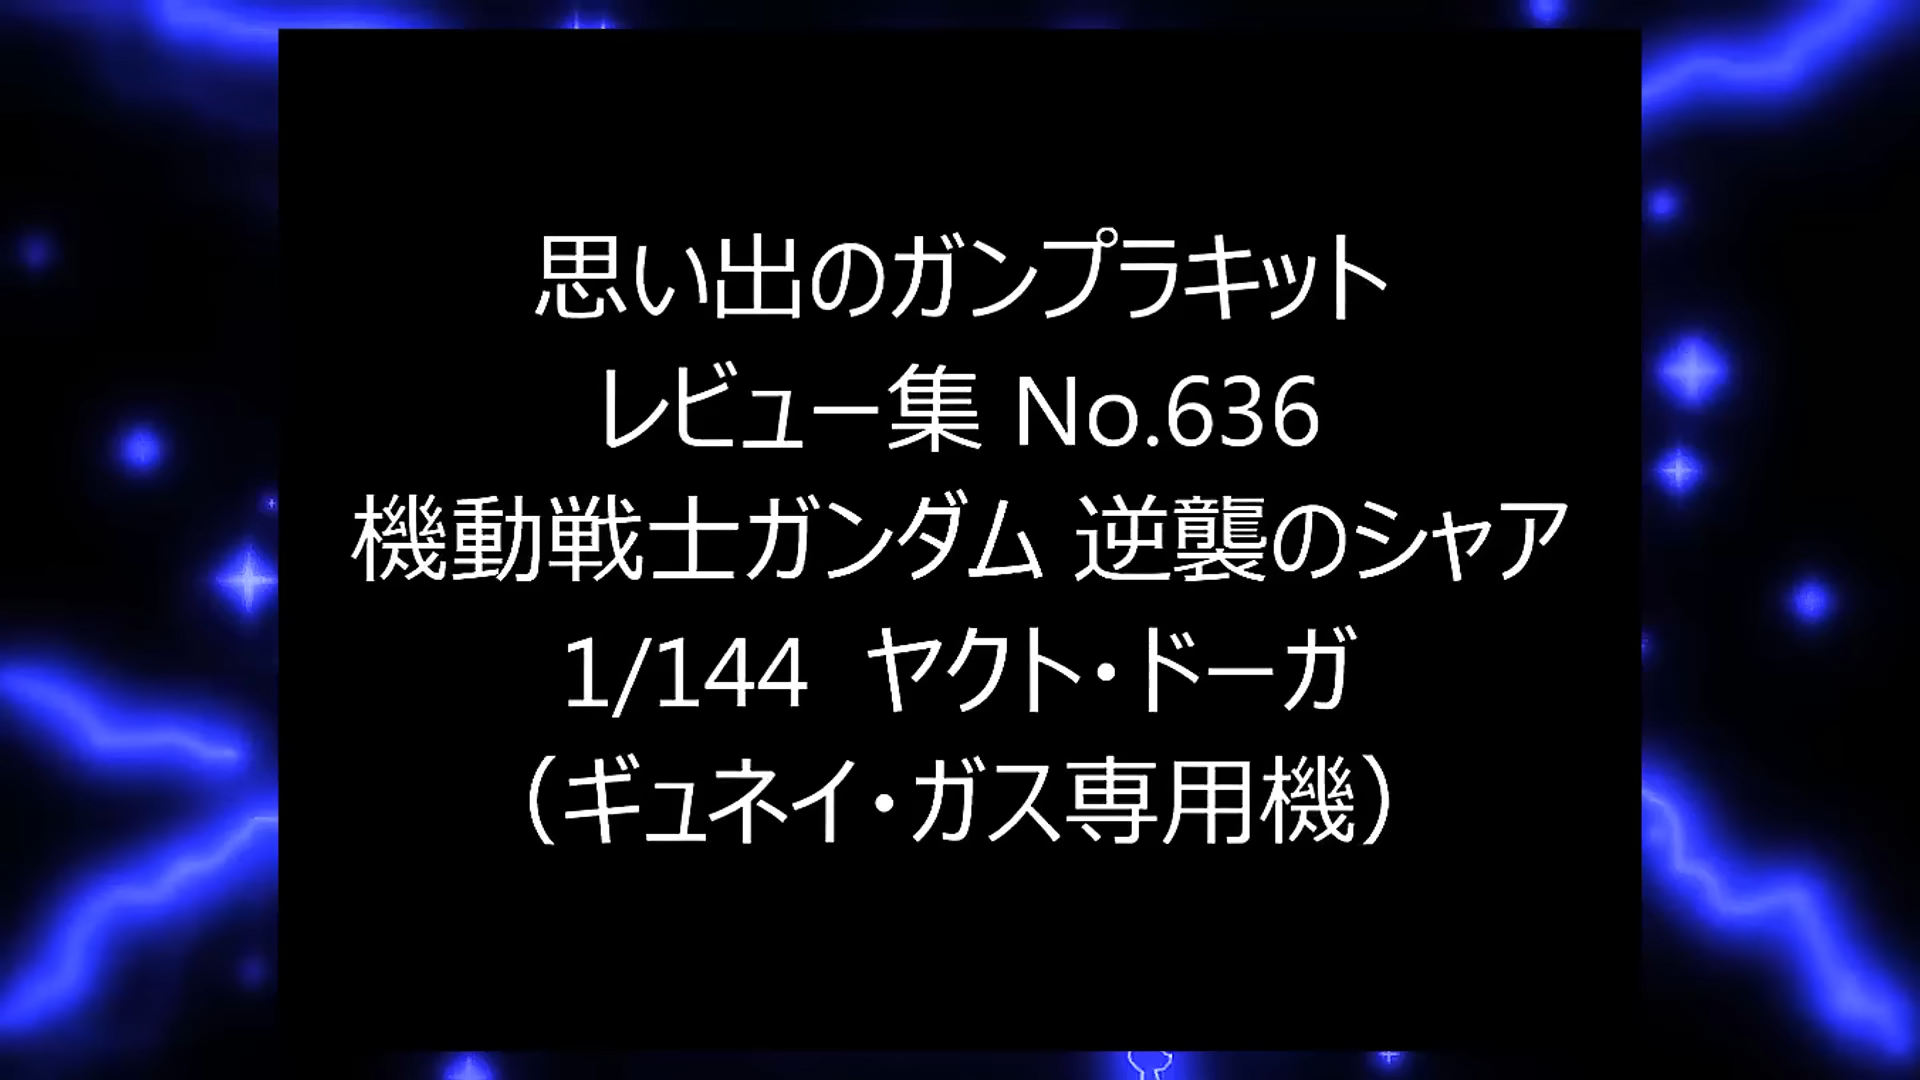 思い出のガンプラキット
レビュー集 No.636
機動戦士ガンダム 逆襲のシャア
1/144 ヤクト・ドーガ
（ギュネイ・ガス専用機）